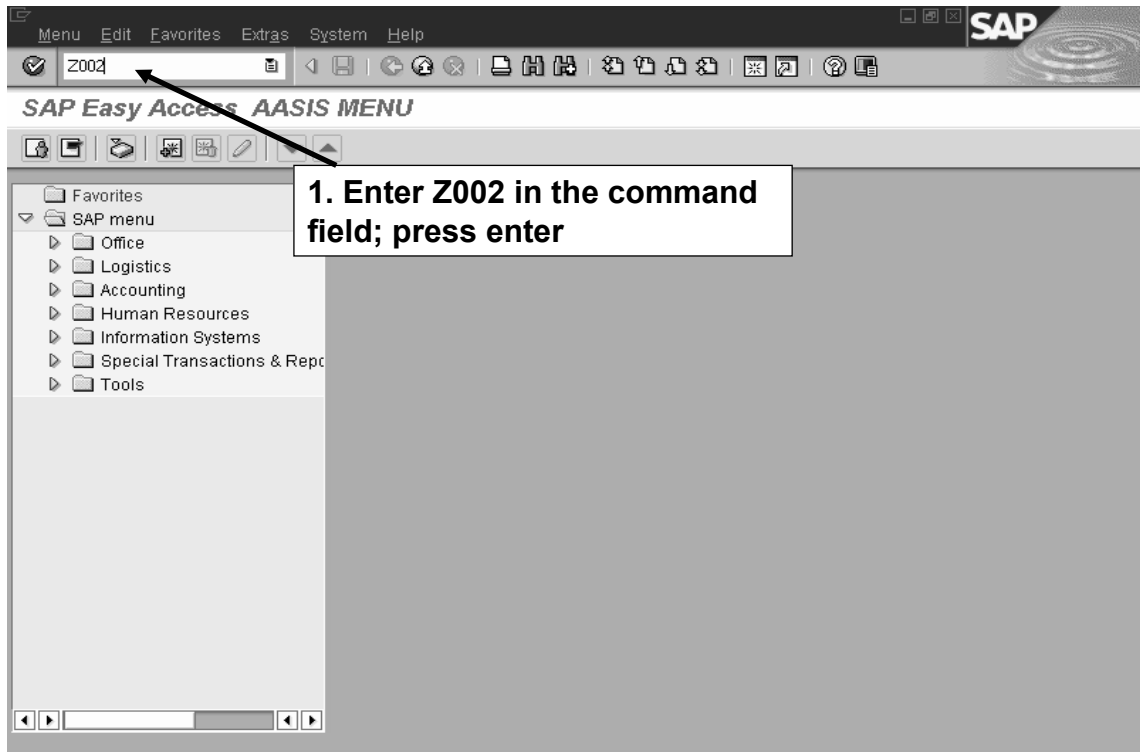 Menu Edit Favorites Extras System Help
SAP
Z002
SAP Easy Access AASIS MENU
1. Enter Z002 in the command
field; press enter
Favorites
SAP menu
Office
Logistics
Accounting
Human Resources
Information Systems
Special Transactions & Repo
Tools